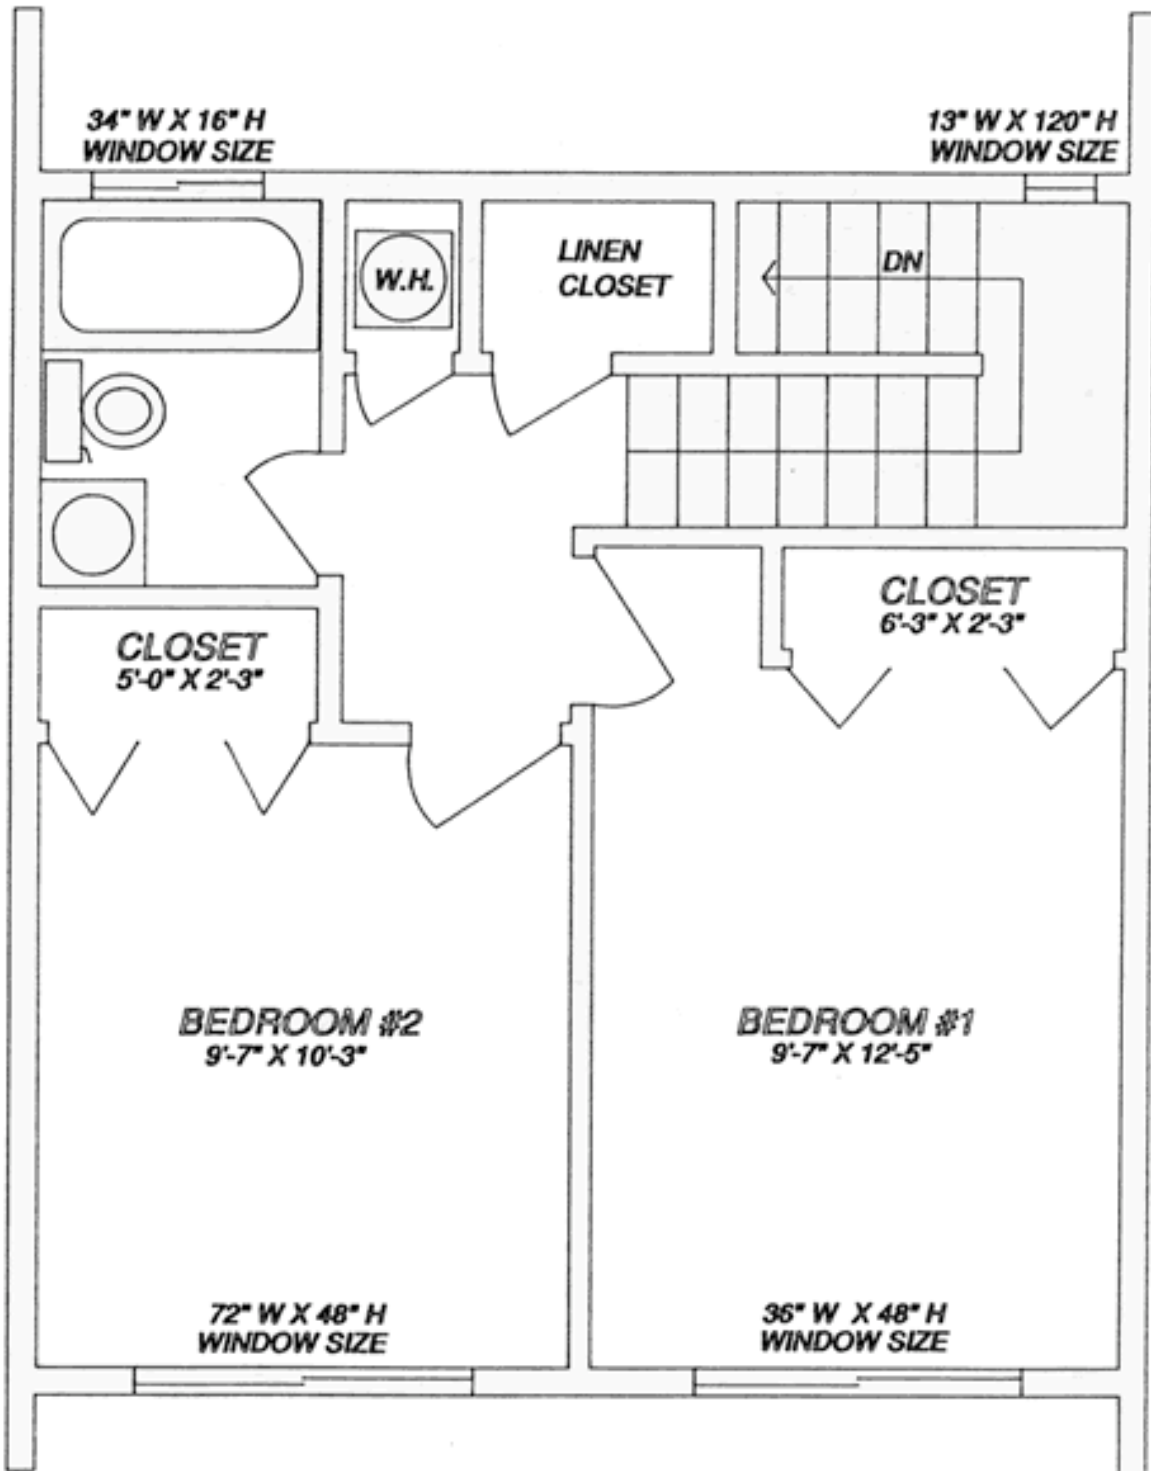 34" W X 16" H
WINDOW SIZE
13" W X 120" H
WINDOW SIZE
W.H.
LINEN
CLOSET
DN
CLOSET
6'-3" X 2'-3"
CLOSET
5'-0" X 2'-3"
BEDROOM #2
9'-7" X 10'-3"
BEDROOM #1
9'-7" X 12'-5"
72" W X 48" H
WINDOW SIZE
36" W X 48" H
WINDOW SIZE